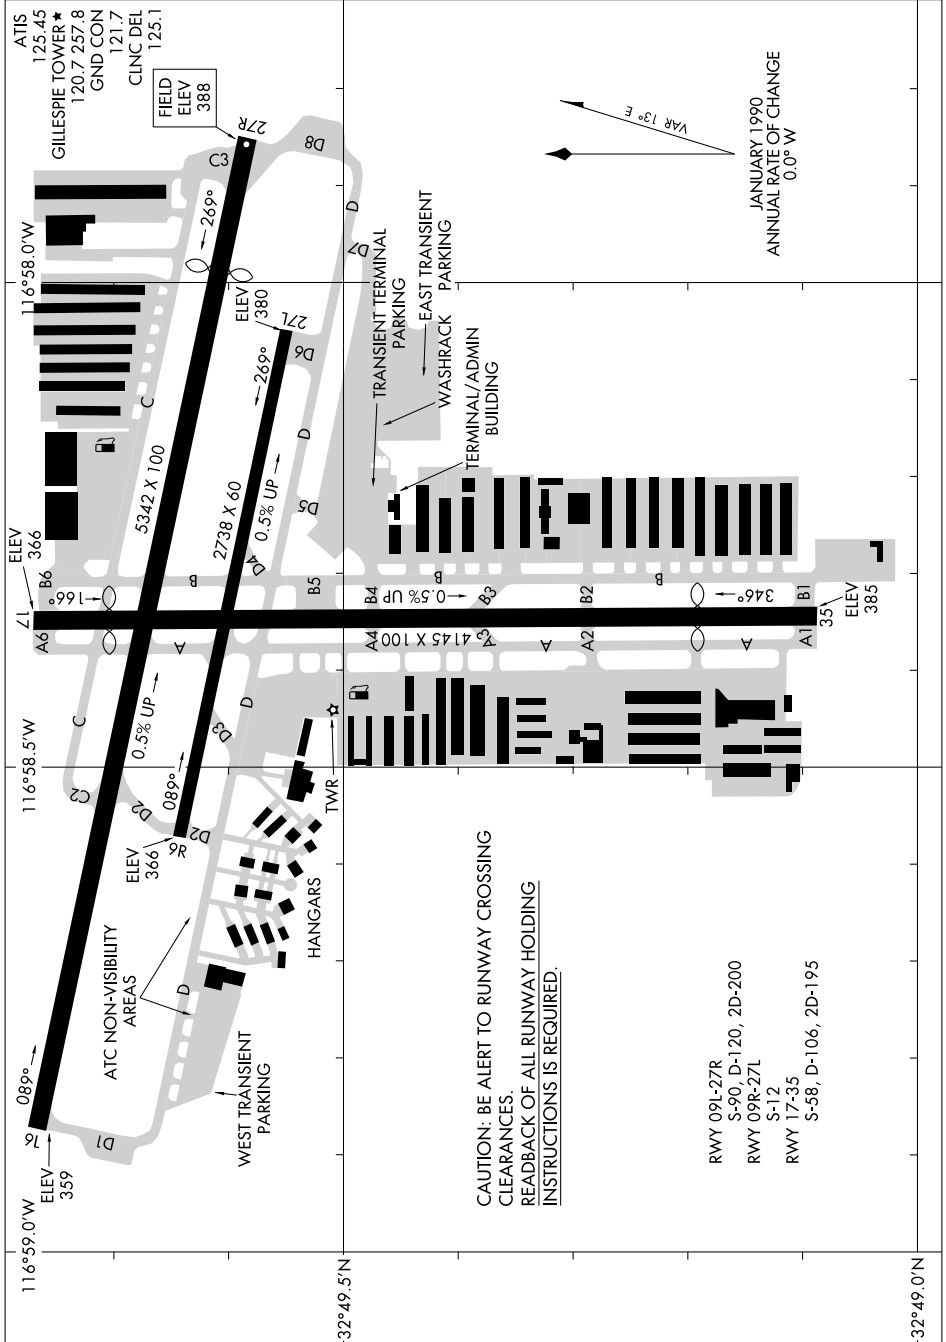 ATIS
125.45
GILLESPIE TOWER★
120.7 257.8
GND CON
121.7
CLNC DEL
125.1
FIELD
ELEV
388
27R
C3
D8
269°
D
D7
116°58.0'W
ELEV
380
27L
D6
269°
C
D
5342 X 100
2738 X 60
0.5% UP
D5
D4
TRANSIENT TERMINAL
PARKING
EAST TRANSIENT
PARKING
WASHRACK
TERMINAL/ADMIN
BUILDING
VAR 13° E
JANUARY 1990
ANNUAL RATE OF CHANGE
0.0° W
ELEV
366
17
B6
A6
166°
B
A
B5
B4
A4
0.5% UP
4145 X 100
B
B3
A3
A
B2
A2
B
346°
A
B1
A1
35
ELEV
385
C
0.5% UP
D
D3
116°58.5'W
C2
D2
089°
D2
9R
ELEV
366
TWR
HANGARS
ATC NON-VISIBILITY
AREAS
D
WEST TRANSIENT
PARKING
089°
9L
D1
ELEV
359
116°59.0'W
CAUTION: BE ALERT TO RUNWAY CROSSING
CLEARANCES.
READBACK OF ALL RUNWAY HOLDING
INSTRUCTIONS IS REQUIRED.
RWY 09L-27R
S-90, D-120, 2D-200
RWY 09R-27L
S-12
RWY 17-35
S-58, D-106, 2D-195
32°49.5'N
32°49.0'N